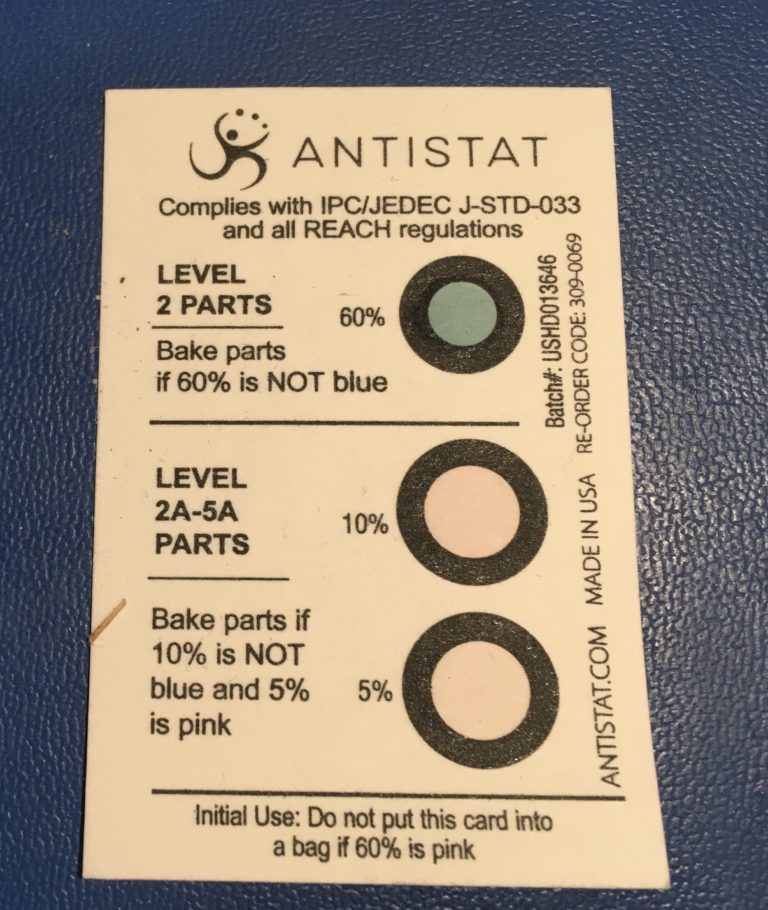 ANTISTAT
Complies with IPC/JEDEC J-STD-033
and all REACH regulations
LEVEL
2 PARTS
60%
Bake parts
if 60% is NOT blue
LEVEL
2A-5A
PARTS
10%
Bake parts if
10% is NOT
blue and 5%
is pink
5%
Batch#: USHD013646
ANTISTAT.COM MADE IN USA RE-ORDER CODE: 309-0069
Initial Use: Do not put this card into
a bag if 60% is pink